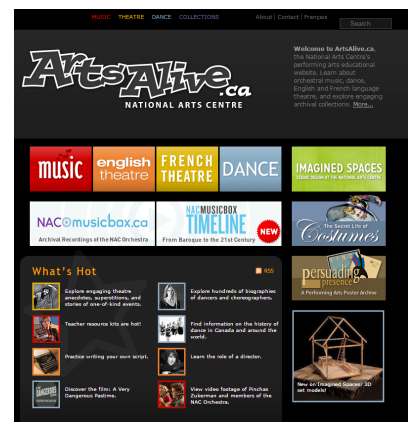 MUSIC THEATRE DANCE COLLECTIONS
About | Contact | Français
Search
ArtsAlive.ca
NATIONAL ARTS CENTRE
Welcome to ArtsAlive.ca,
the National Arts Centre's
performing arts educational
website. Learn about
orchestral music, dance,
English and French language
theatre, and explore engaging
archival collections. More...
music
english
theatre
FRENCH
THEATRE
DANCE
IMAGINED SPACES
SCENE DESIGN AT THE NATIONAL ARTS CENTRE
NACmusicbox.ca
Archival Recordings of the NAC Orchestra
NACMUSICBOX
TIMELINE
From Baroque to the 21st Century
NEW
The Secret Life of
Costumes
persuading
presence
A Performing Arts Poster Archive
What's Hot
RSS
Explore engaging theatre
anecdotes, superstitions, and
stories of one-of-kind events.
Explore hundreds of biographies
of dancers and choreographers.
Teacher resource kits are hot!
Find information on the history of
dance in Canada and around the
world.
Practice writing your own script.
Learn the role of a director.
Discover the film: A Very
Dangerous Pastime.
View video footage of Pinchas
Zukerman and members of the
NAC Orchestra.
New on Imagined Spaces: 3D
set models!